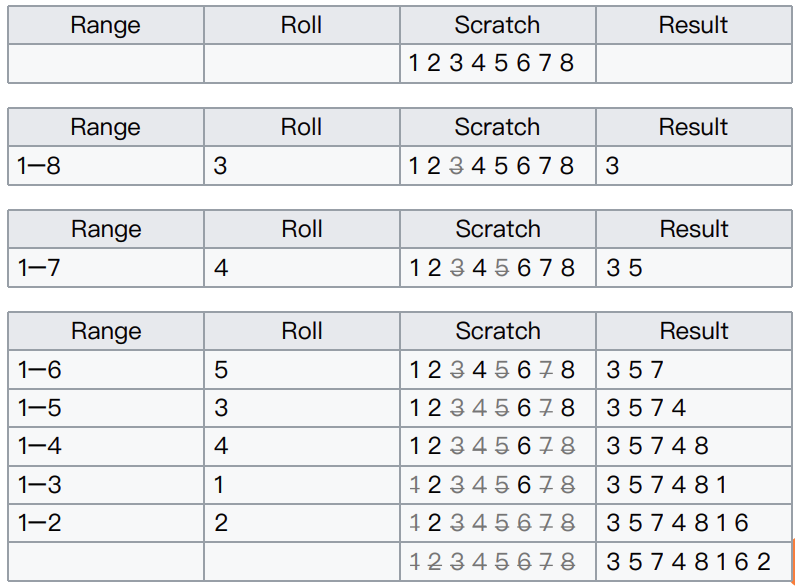 Range Roll Scratch Result
1 2 3 4 5 6 7 8
Range Roll Scratch Result
1–8 3 1 2 3 4 5 6 7 8 3
Range Roll Scratch Result
1–7 4 1 2 3 4 5 6 7 8 3 5
Range Roll Scratch Result
1–6 5 1 2 3 4 5 6 7 8 3 5 7
1–5 3 1 2 3 4 5 6 7 8 3 5 7 4
1–4 4 1 2 3 4 5 6 7 8 3 5 7 4 8
1–3 1 1 2 3 4 5 6 7 8 3 5 7 4 8 1
1–2 2 1 2 3 4 5 6 7 8 3 5 7 4 8 1 6
1 2 3 4 5 6 7 8 3 5 7 4 8 1 6 2